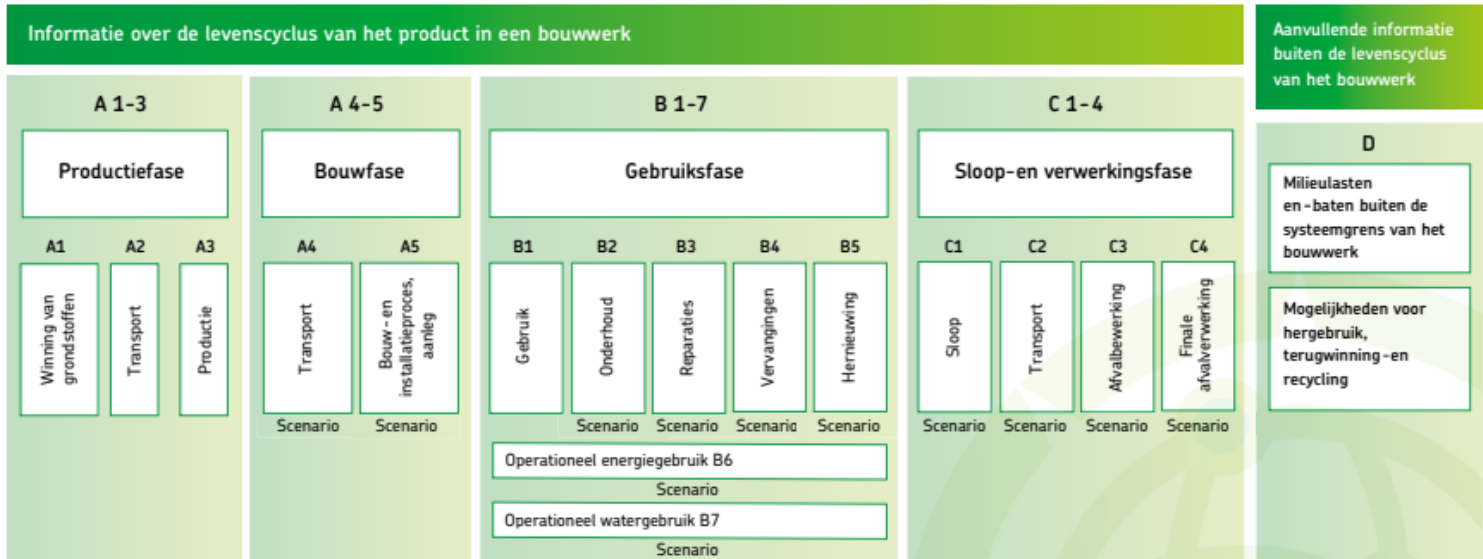 Informatie over de levenscyclus van het product in een bouwwerk
Aanvullende informatie
buiten de levenscyclus
van het bouwwerk
A 1-3
Productiefase
A1
A2
A3
Winning van
grondstoffen
Transport
Productie
A 4-5
Bouwfase
A4
A5
Transport
Bouw- en
installatieproces,
aanleg
Scenario
Scenario
B 1-7
Gebruiksfase
B1
B2
B3
B4
B5
Gebruik
Onderhoud
Reparaties
Vervangingen
Hernieuwing
Scenario
Scenario
Scenario
Scenario
Operationeel energiegebruik B6
Scenario
Operationeel watergebruik B7
Scenario
C 1-4
Sloop-en verwerkingsfase
C1
C2
C3
C4
Sloop
Transport
Afvalbewerking
Finale
afvalverwerking
Scenario
Scenario
Scenario
Scenario
D
Milieulasten
en-baten buiten de
systeemgrens van het
bouwwerk
Mogelijkheden voor
hergebruik,
terugwinning-en
recycling